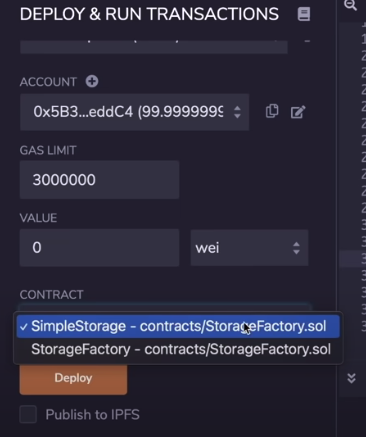 DEPLOY & RUN TRANSACTIONS
ACCOUNT
0x5B3...eddC4 (99.9999999
GAS LIMIT
3000000
VALUE
0 wei
CONTRACT
✓ SimpleStorage - contracts/StorageFactory.sol
StorageFactory - contracts/StorageFactory.sol
Deploy
Publish to IPFS